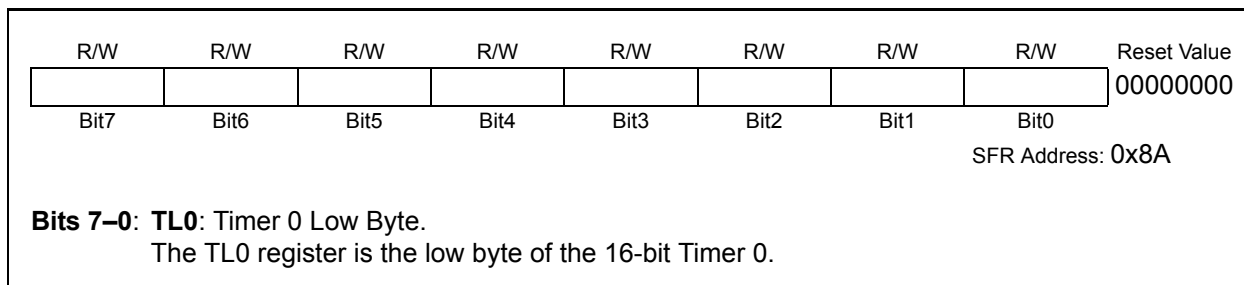 R/W R/W R/W R/W R/W R/W R/W R/W Reset Value
00000000
Bit7 Bit6 Bit5 Bit4 Bit3 Bit2 Bit1 Bit0
SFR Address: 0x8A
Bits 7–0: TL0: Timer 0 Low Byte.
The TL0 register is the low byte of the 16-bit Timer 0.